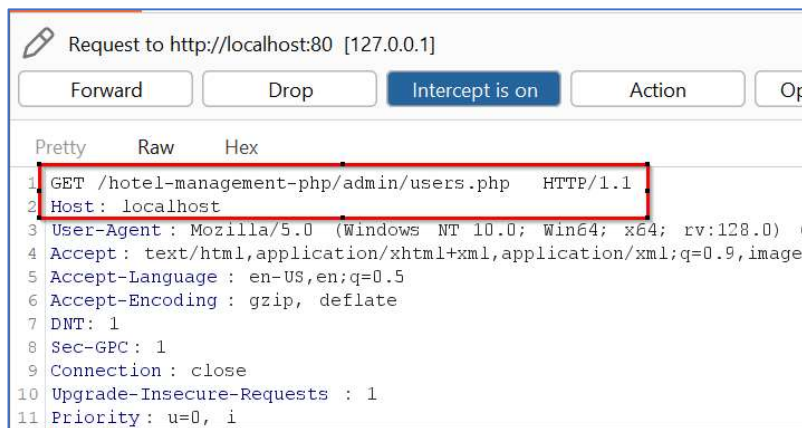 Request to http://localhost:80 [127.0.0.1]
Forward Drop Intercept is on Action
Pretty Raw Hex
1 GET /hotel-management-php/admin/users.php HTTP/1.1
2 Host: localhost
3 User-Agent: Mozilla/5.0 (Windows NT 10.0; Win64; x64; rv:128.0)
4 Accept: text/html,application/xhtml+xml,application/xml;q=0.9,image
5 Accept-Language: en-US,en;q=0.5
6 Accept-Encoding: gzip, deflate
7 DNT: 1
8 Sec-GPC: 1
9 Connection: close
10 Upgrade-Insecure-Requests: 1
11 Priority: u=0, i